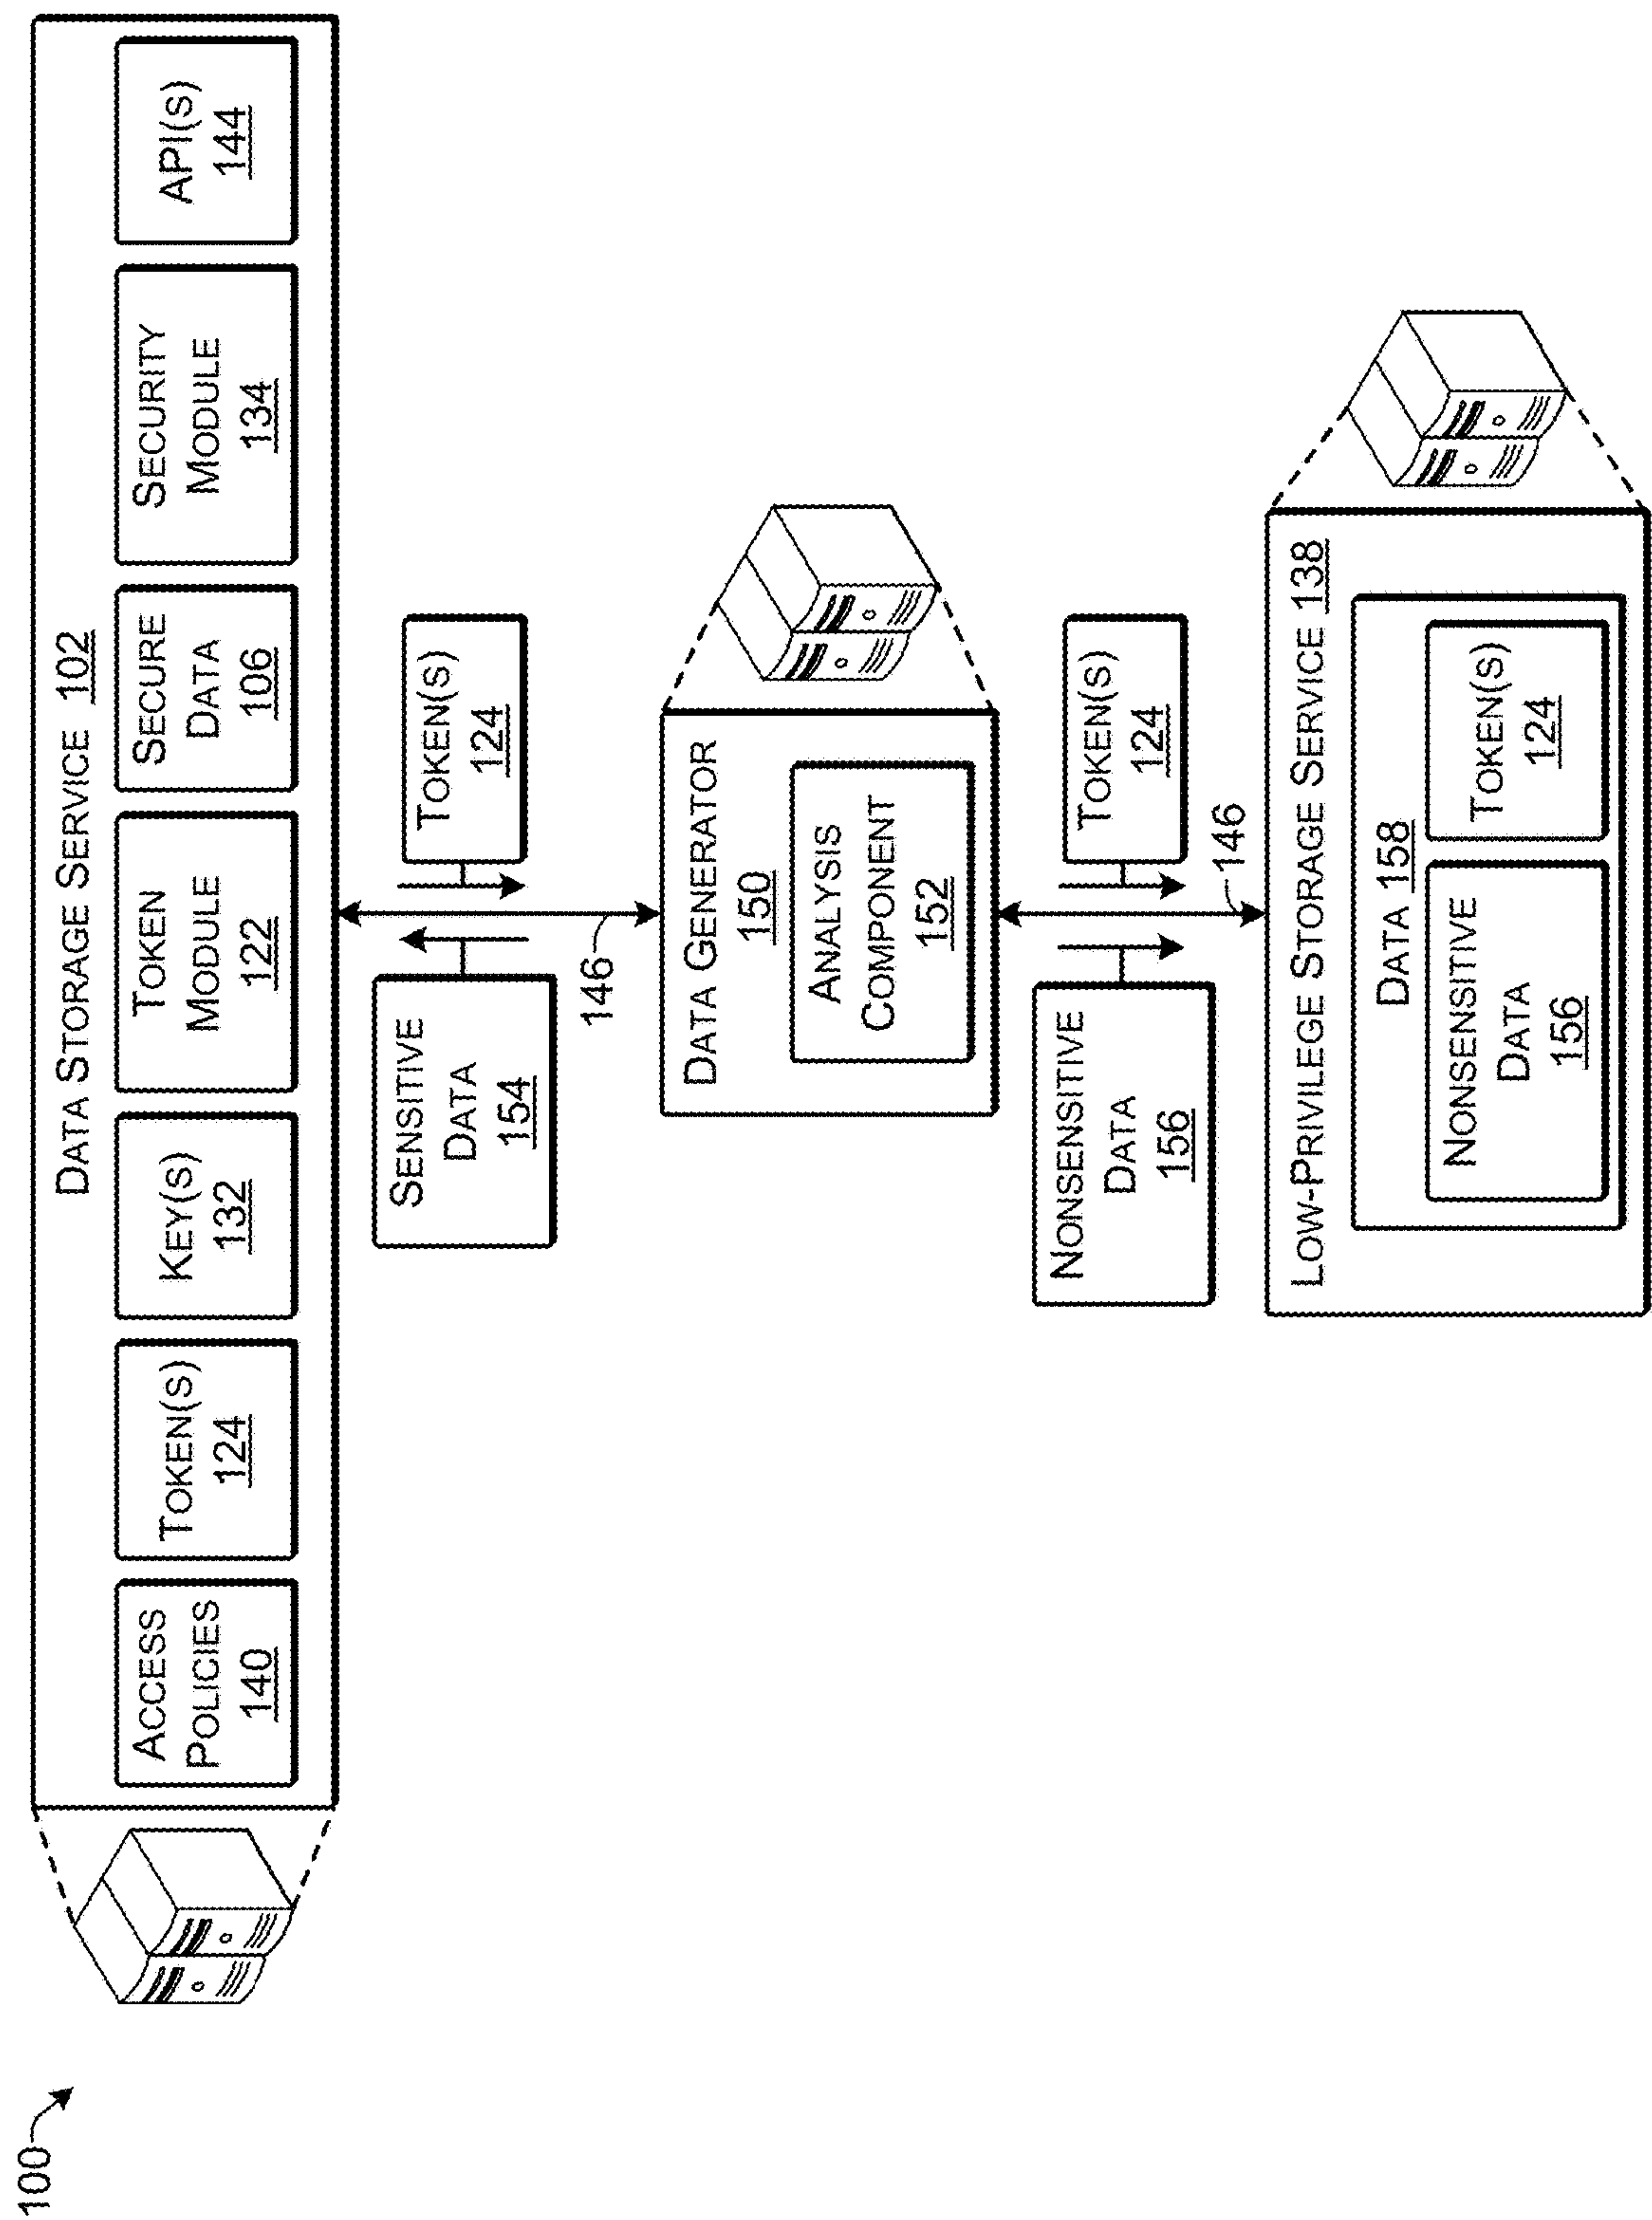 100
DATA STORAGE SERVICE 102
ACCESS
POLICIES
140
TOKEN(S)
124
KEY(S)
132
TOKEN
MODULE
122
SECURE
DATA
106
SECURITY
MODULE
134
API(S)
144
SENSITIVE
DATA
154
TOKEN(S)
124
146
DATA GENERATOR
150
ANALYSIS
COMPONENT
152
NONSENSITIVE
DATA
156
TOKEN(S)
124
146
LOW-PRIVILEGE STORAGE SERVICE 138
DATA 158
NONSENSITIVE
DATA
156
TOKEN(S)
124